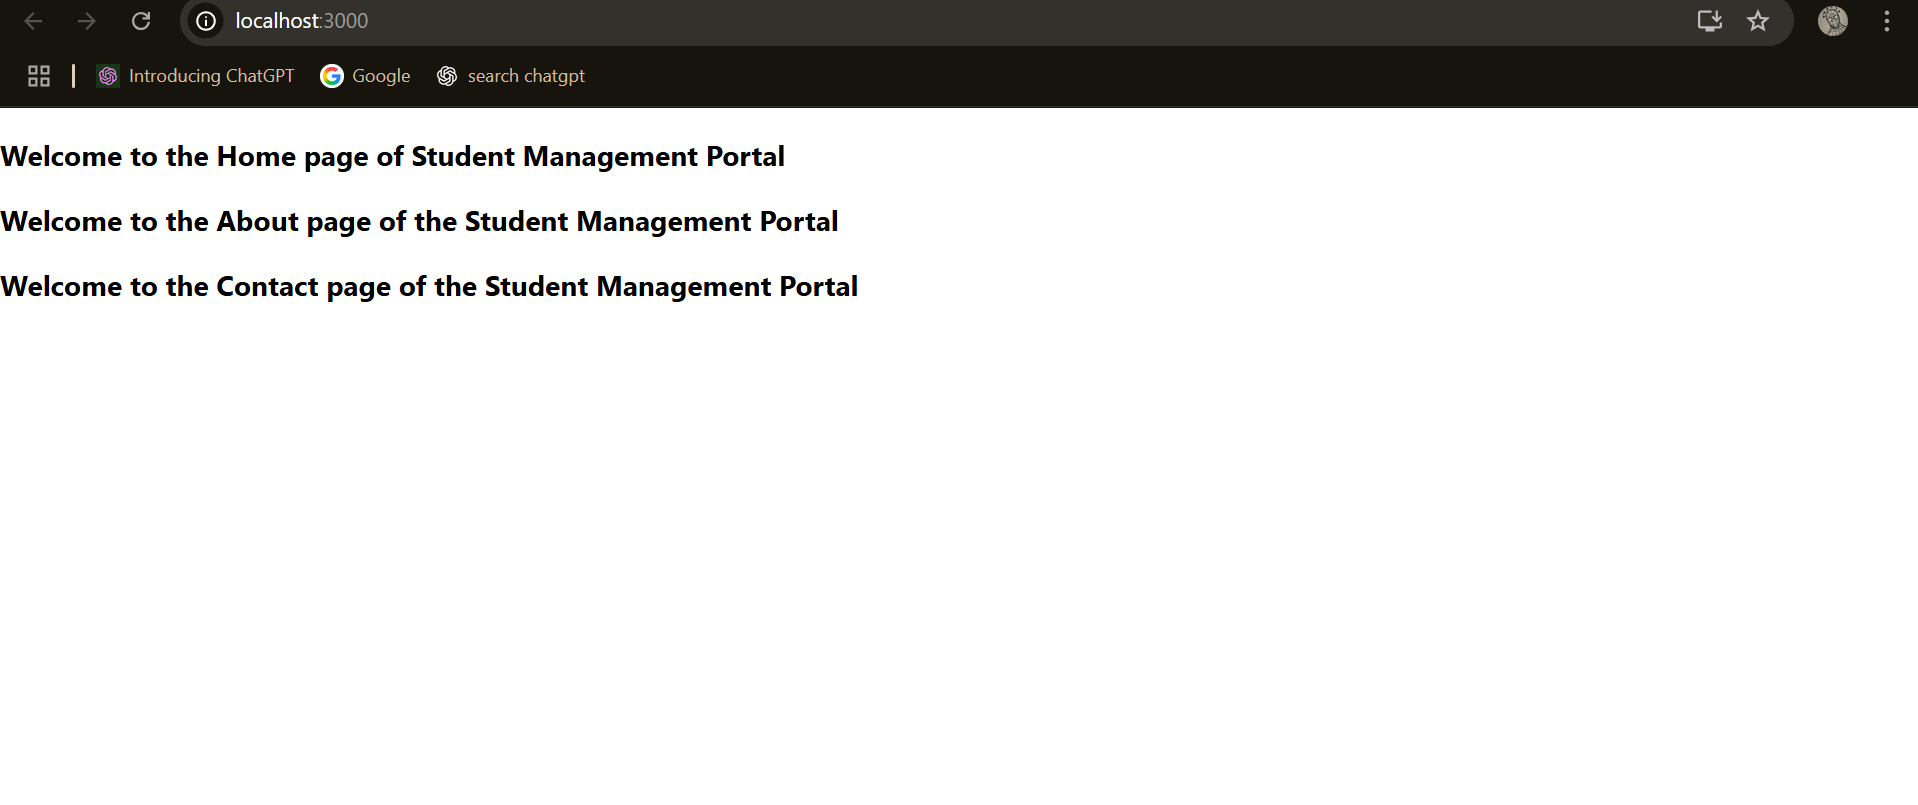 localhost:3000
Introducing ChatGPT Google search chatgpt
Welcome to the Home page of Student Management Portal
Welcome to the About page of the Student Management Portal
Welcome to the Contact page of the Student Management Portal